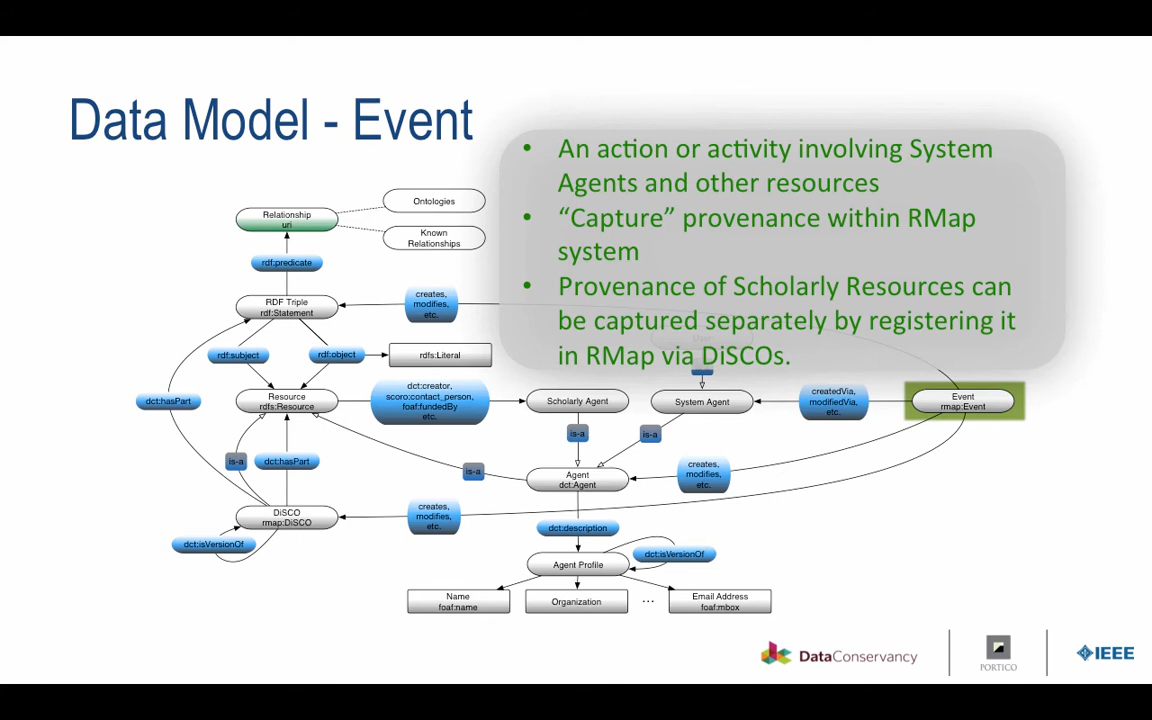 Data Model - Event
• An action or activity involving System
Agents and other resources
• “Capture” provenance within RMap
system
• Provenance of Scholarly Resources can
be captured separately by registering it
in RMap via DiSCOs.
Ontologies
Relationship
uri
Known
Relationships
rdf:predicate
creates,
modifies,
etc.
RDF Triple
rdf:Statement
rdf:subject
rdf:object
rdfs:Literal
dct:hasPart
Resource
rdfs:Resource
dct:creator,
scoro:contact_person,
foaf:fundedBy
etc.
Scholarly Agent
System Agent
createdVia,
modifiedVia,
etc.
Event
rmap:Event
is-a
is-a
is-a
dct:hasPart
is-a
Agent
dct:Agent
creates,
modifies,
etc.
DiSCO
rmap:DiSCO
creates,
modifies,
etc.
dct:description
dct:isVersionOf
Agent Profile
dct:isVersionOf
Name
foaf:name
Organization
...
Email Address
foaf:mbox
DataConservancy
PORTICO
IEEE